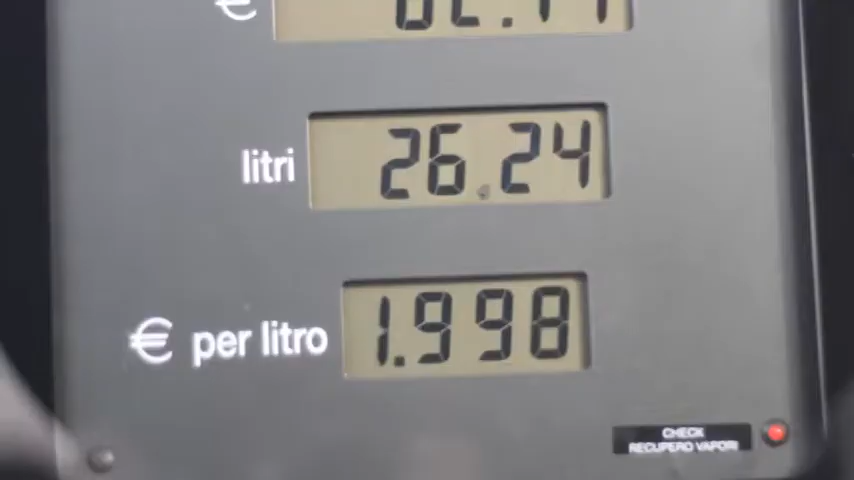 €
litri 26.24
€ per litro 1.998
CHECK
RECUPERO VAPORI